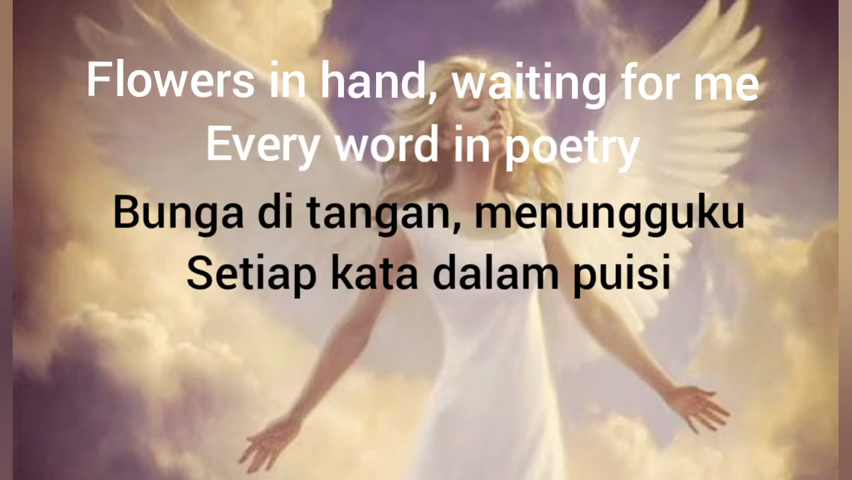 Flowers in hand, waiting for me
Every word in poetry
Bunga di tangan, menungguku
Setiap kata dalam puisi